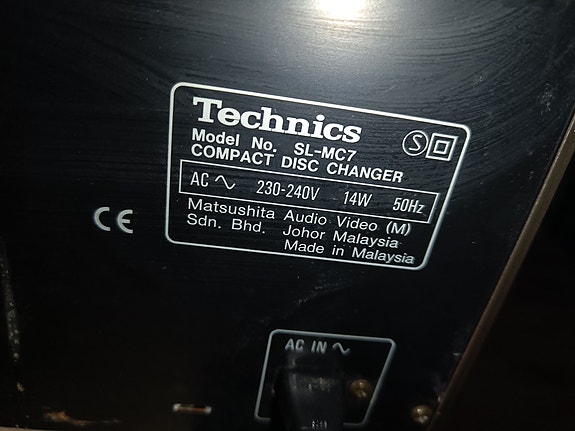 Technics
Model No. SL-MC7 S
COMPACT DISC CHANGER
AC ∿ 230-240V 14W 50Hz
Matsushita Audio Video (M)
Sdn. Bhd. Johor Malaysia
Made in Malaysia
CE
AC IN ∿